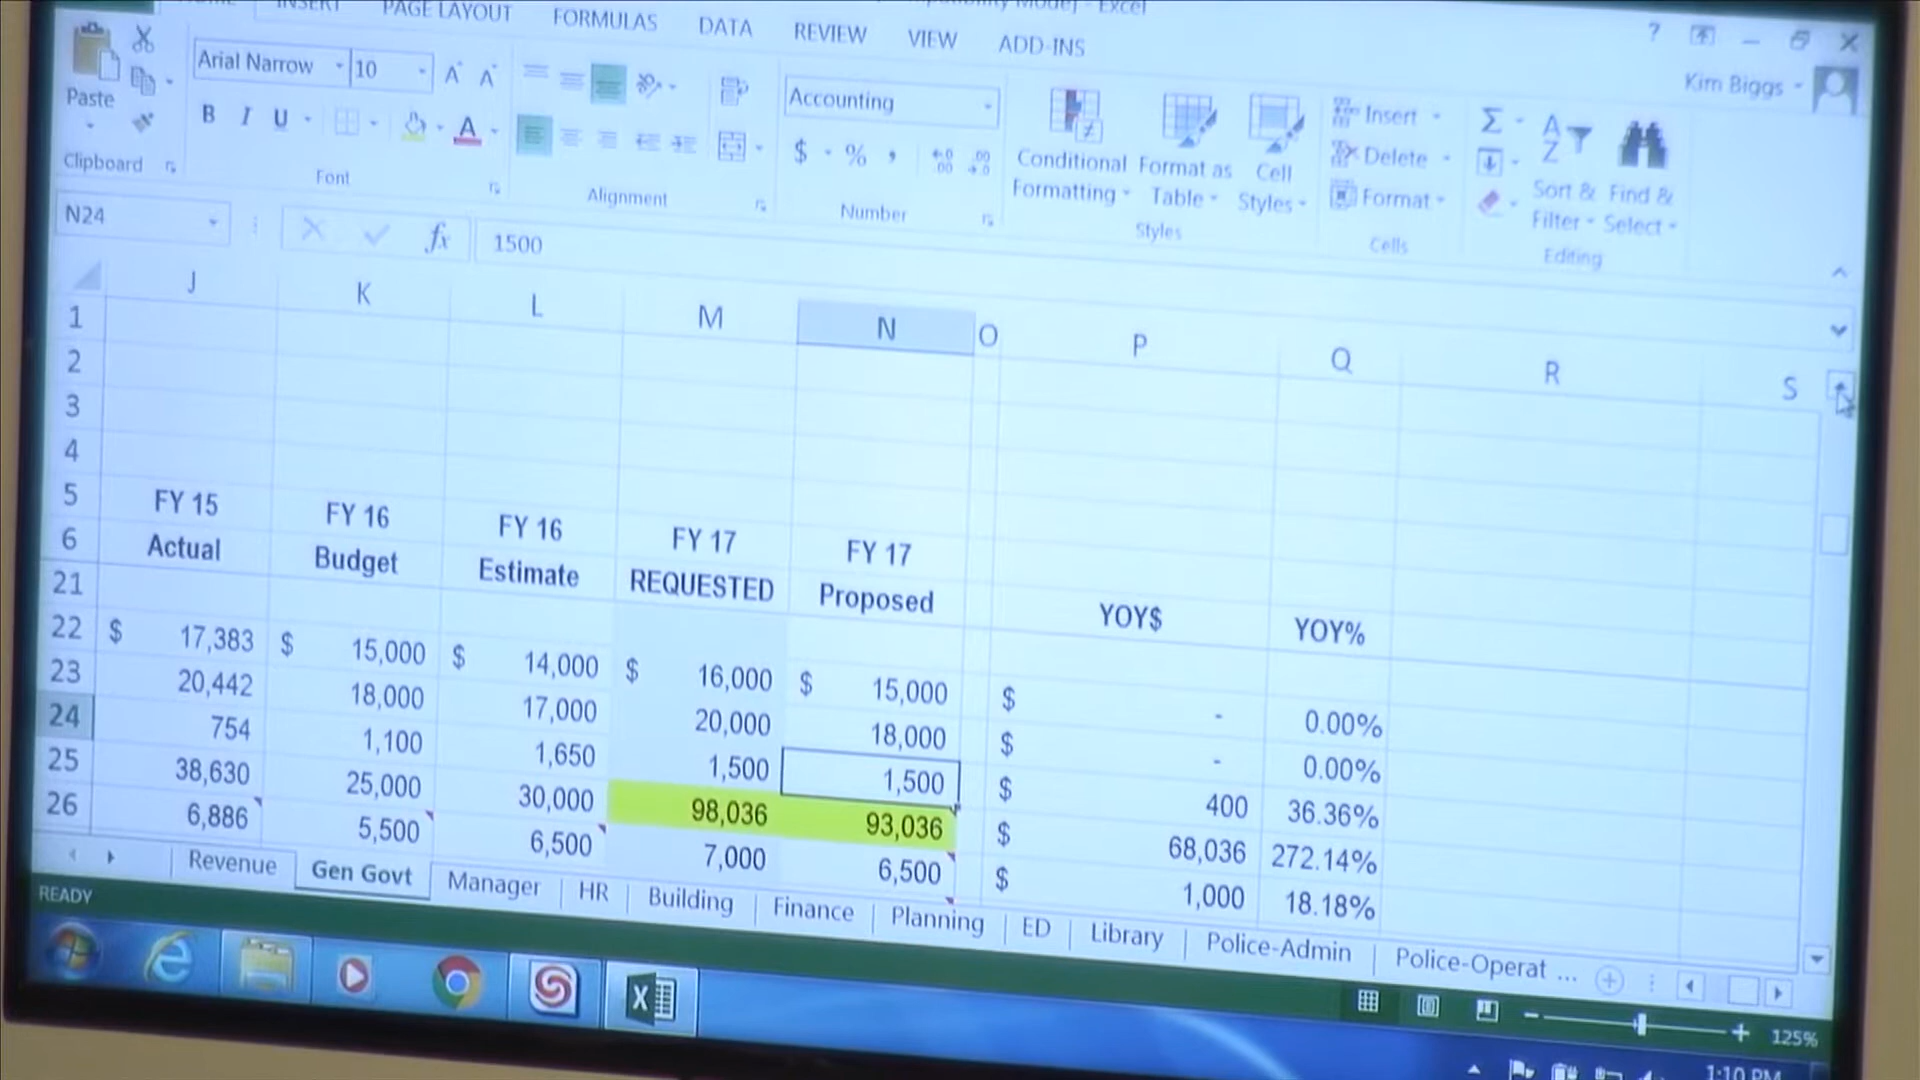 INSERT PAGE LAYOUT FORMULAS DATA REVIEW VIEW ADD-INS
Excel
? Kim Biggs
Paste
Clipboard
Arial Narrow 10
B I U A
Font
Alignment
Accounting
$ % ,
Number
Conditional Formatting
Format as Table
Cell Styles
Styles
Insert
Delete
Format
Cells
Σ
Sort & Filter
Find & Select
Editing
N24 fx 1500
J K L M N O P Q R S
1
2
3
4
5 FY 15 FY 16 FY 16 FY 17 FY 17
6 Actual Budget Estimate REQUESTED Proposed YOY$ YOY%
21
22 $ 17,383 $ 15,000 $ 14,000 $ 16,000 $ 15,000 $ - 0.00%
23 20,442 18,000 17,000 20,000 18,000 $ - 0.00%
24 754 1,100 1,650 1,500 1,500 $ 400 36.36%
25 38,630 25,000 30,000 98,036 93,036 $ 68,036 272.14%
26 6,886 5,500 6,500 7,000 6,500 $ 1,000 18.18%
Revenue Gen Govt Manager HR Building Finance Planning ED Library Police-Admin Police-Operat ...
READY 125%
1:10 PM